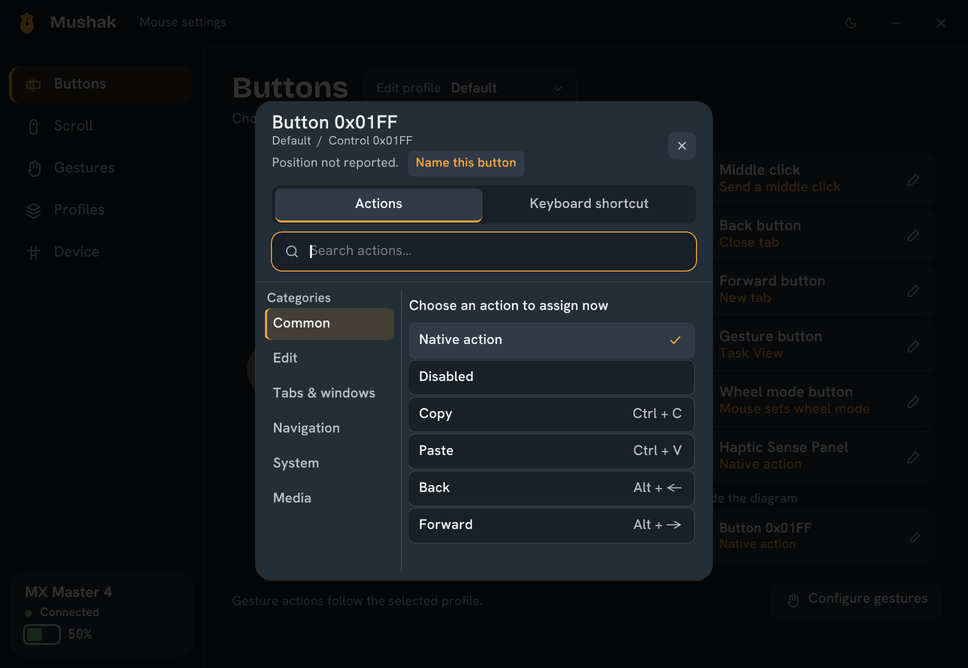 Mushak
Mouse settings
Buttons
Scroll
Gestures
Profiles
Device
MX Master 4
Connected
50%
Buttons
Edit profile Default
Button 0x01FF
Default / Control 0x01FF
Position not reported. Name this button
Actions
Keyboard shortcut
Search actions...
Categories
Common
Edit
Tabs & windows
Navigation
System
Media
Choose an action to assign now
Native action
Disabled
Copy Ctrl + C
Paste Ctrl + V
Back Alt + ←
Forward Alt + →
Middle click
Send a middle click
Back button
Close tab
Forward button
New tab
Gesture button
Task View
Wheel mode button
Mouse sets wheel mode
Haptic Sense Panel
Native action
the diagram
Button 0x01FF
Native action
Gesture actions follow the selected profile.
Configure gestures